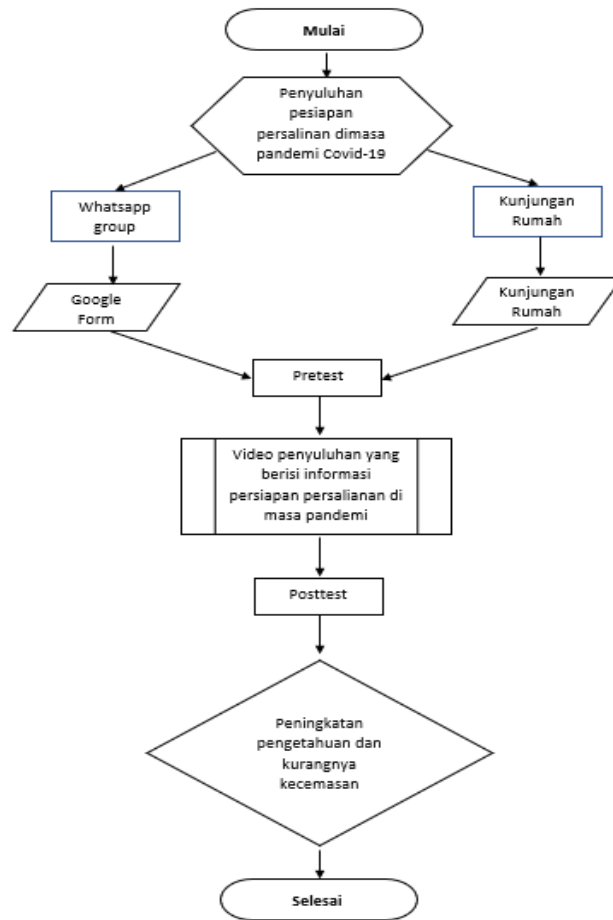 Mulai
Penyuluhan
pesiapan
persalinan dimasa
pandemi Covid-19
Whatsapp
group
Kunjungan
Rumah
Google
Form
Kunjungan
Rumah
Pretest
Video penyuluhan yang
berisi informasi
persiapan persalianan di
masa pandemi
Posttest
Peningkatan
pengetahuan dan
kurangnya
kecemasan
Selesai